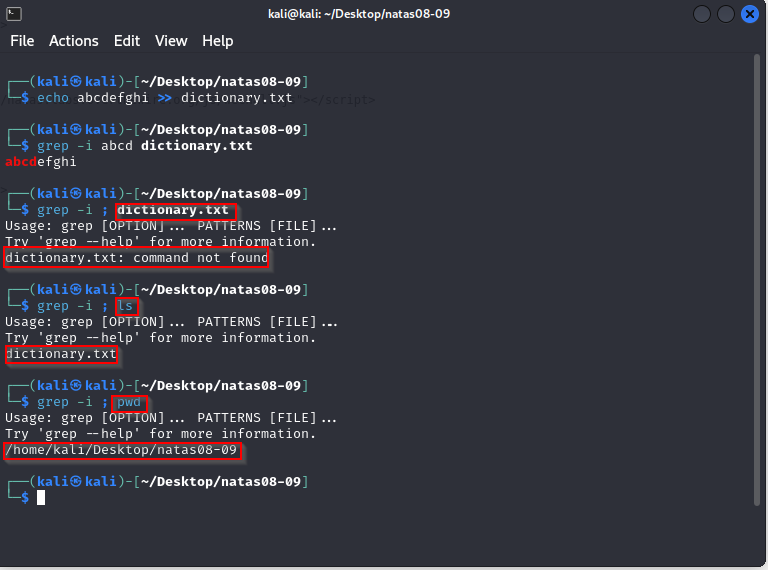 kali@kali: ~/Desktop/natas08-09
File Actions Edit View Help
┌──(kali㉿kali)-[~/Desktop/natas08-09]
└─$ echo abcdefghi >> dictionary.txt
"></script>
┌──(kali㉿kali)-[~/Desktop/natas08-09]
└─$ grep -i abcd dictionary.txt
abcdefghi
┌──(kali㉿kali)-[~/Desktop/natas08-09]
└─$ grep -i ; dictionary.txt
Usage: grep [OPTION]... PATTERNS [FILE]...
Try 'grep --help' for more information.
dictionary.txt: command not found
┌──(kali㉿kali)-[~/Desktop/natas08-09]
└─$ grep -i ; ls
Usage: grep [OPTION]... PATTERNS [FILE]...
Try 'grep --help' for more information.
dictionary.txt
┌──(kali㉿kali)-[~/Desktop/natas08-09]
└─$ grep -i ; pwd
Usage: grep [OPTION]... PATTERNS [FILE]...
Try 'grep --help' for more information.
/home/kali/Desktop/natas08-09
┌──(kali㉿kali)-[~/Desktop/natas08-09]
└─$